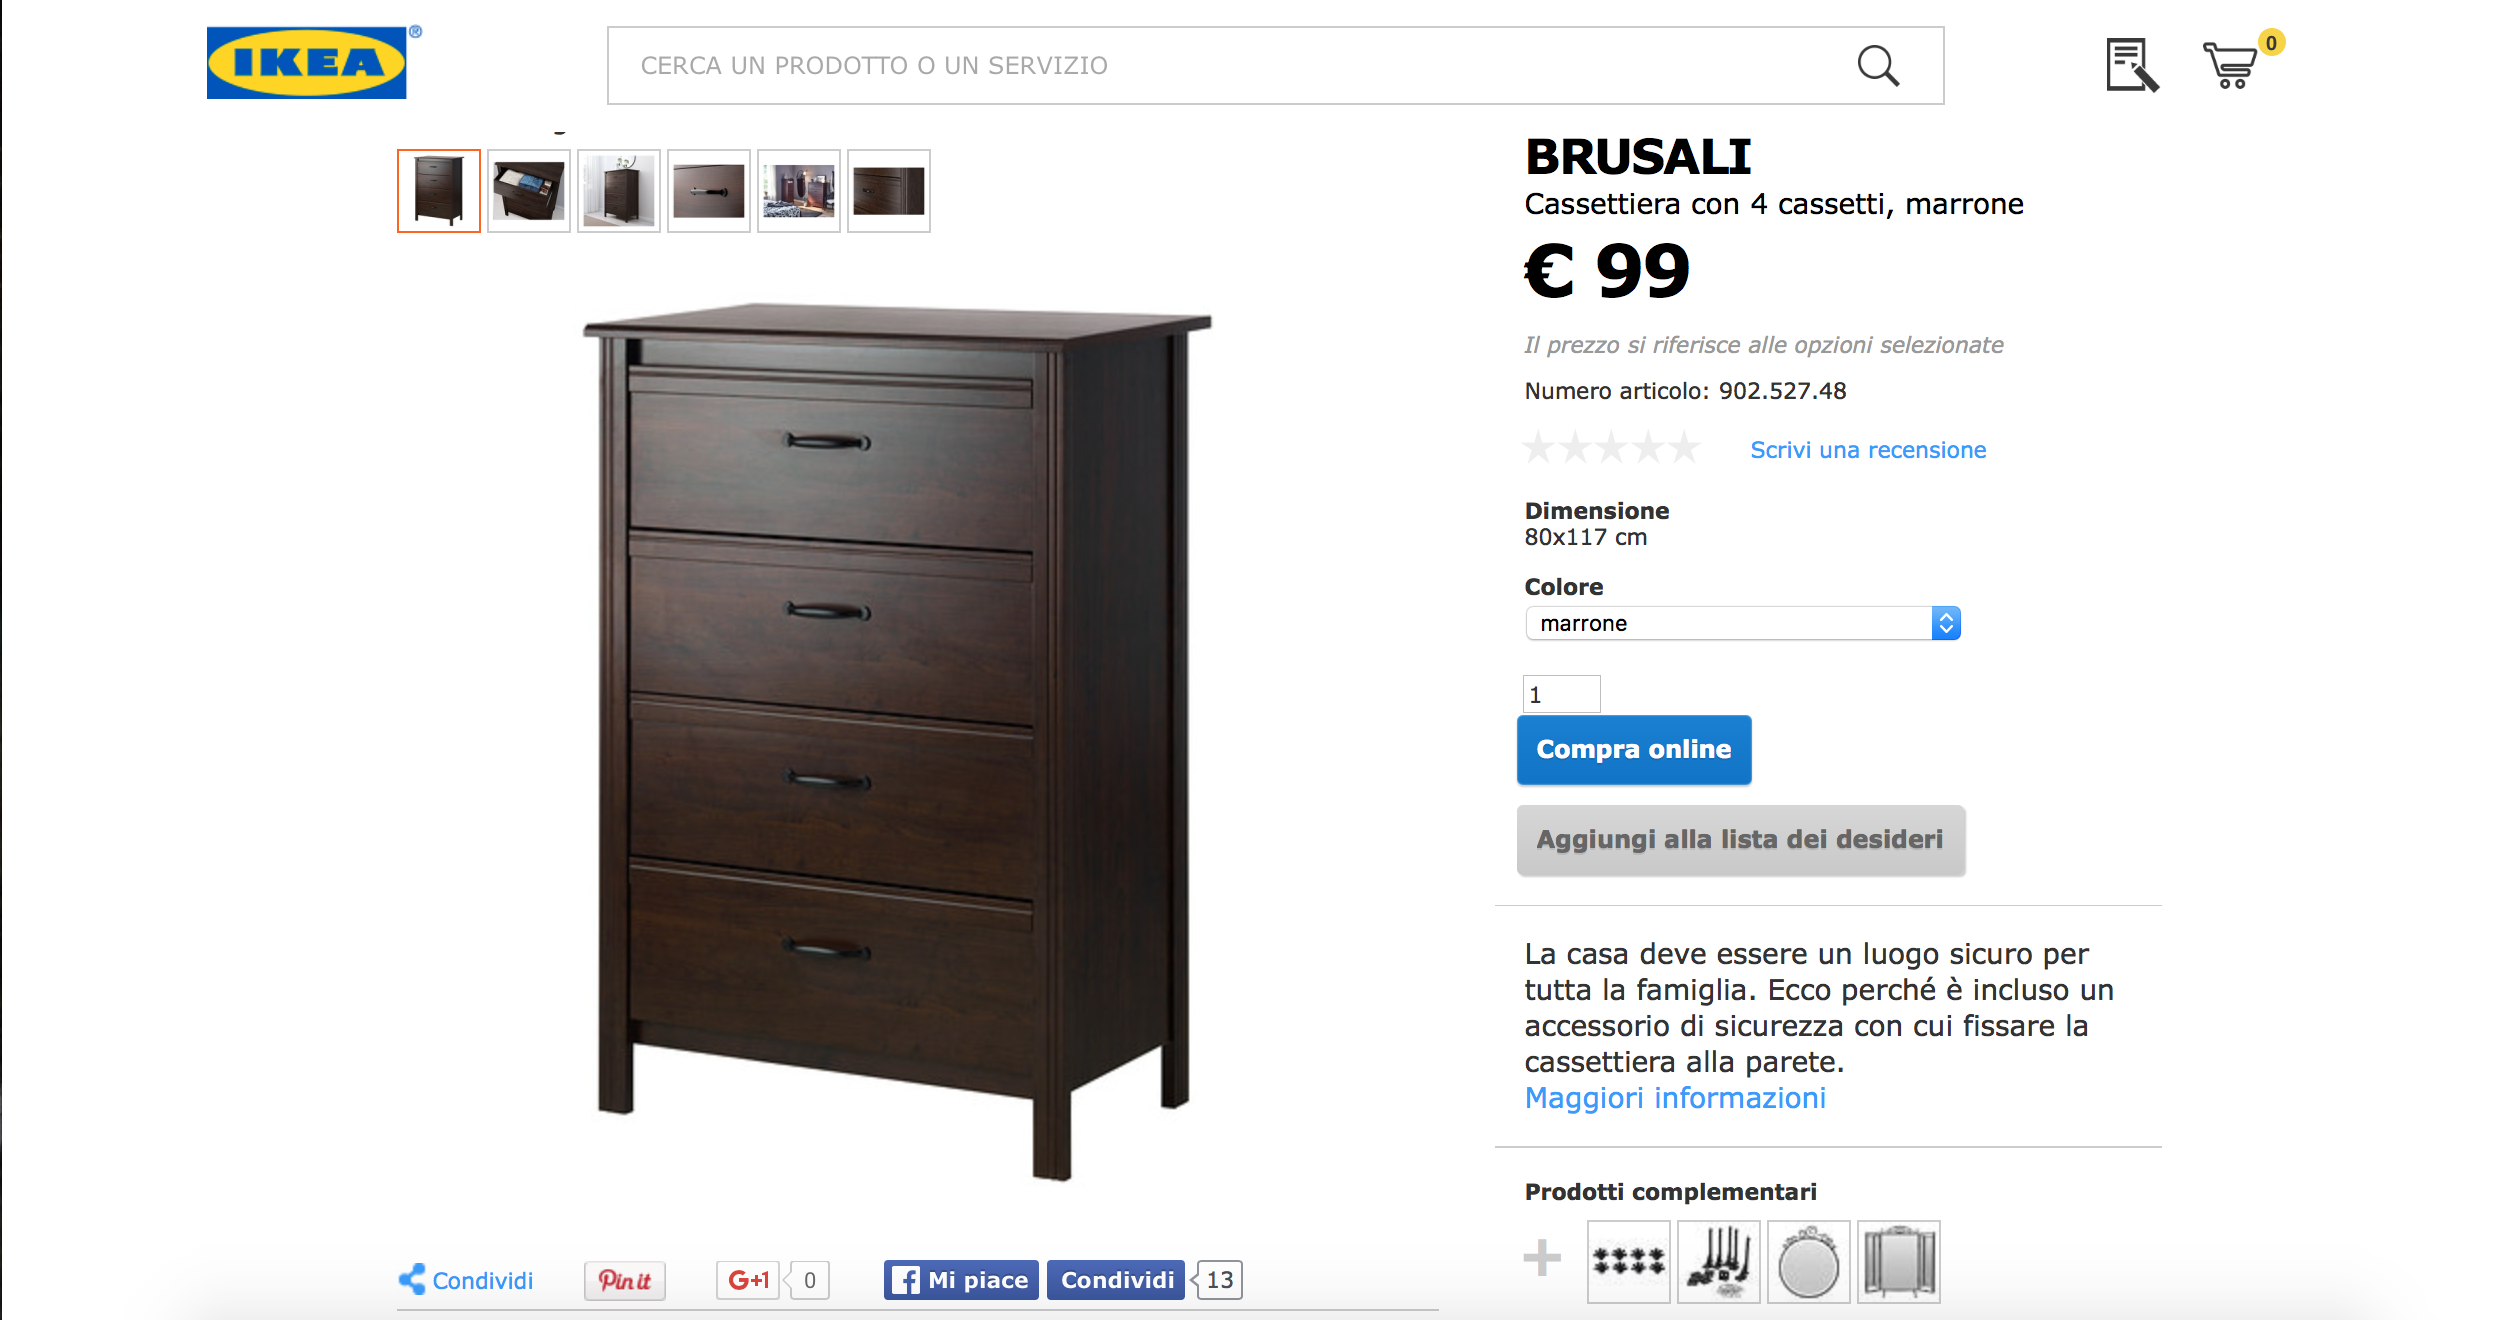 IKEA®
CERCA UN PRODOTTO O UN SERVIZIO
0
BRUSALI
Cassettiera con 4 cassetti, marrone
€ 99
Il prezzo si riferisce alle opzioni selezionate
Numero articolo: 902.527.48
Scrivi una recensione
Dimensione
80x117 cm
Colore
marrone
1
Compra online
Aggiungi alla lista dei desideri
La casa deve essere un luogo sicuro per
tutta la famiglia. Ecco perché è incluso un
accessorio di sicurezza con cui fissare la
cassettiera alla parete.
Maggiori informazioni
Prodotti complementari
Condividi
Pin it
G+1
0
Mi piace
Condividi
13